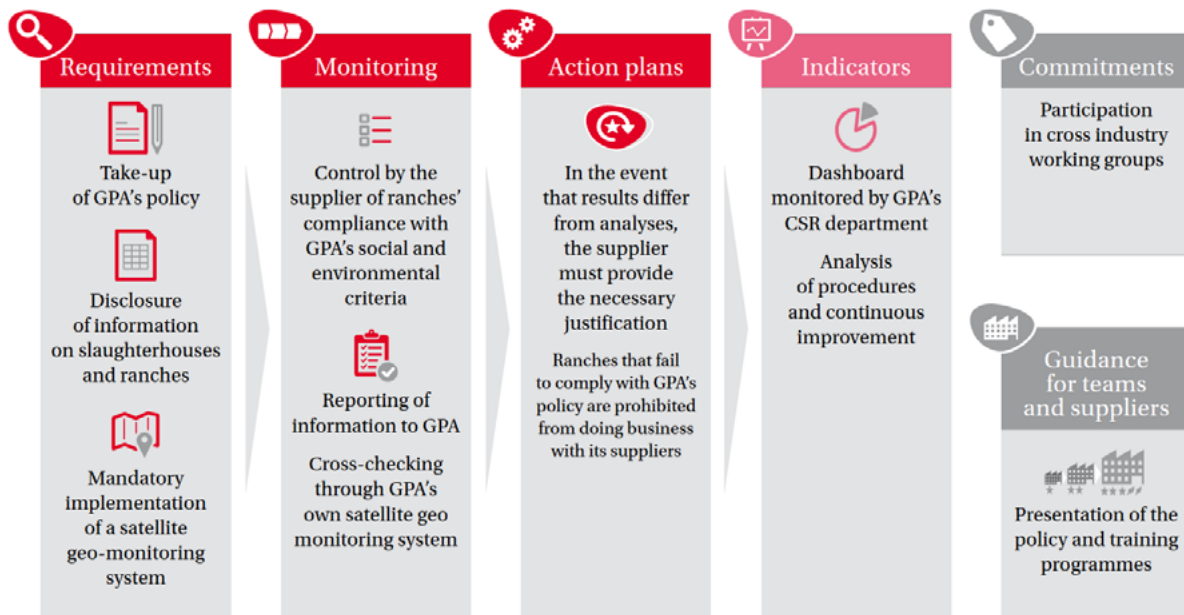 Requirements
Take-up
of GPA's policy
Disclosure
of information
on slaughterhouses
and ranches
Mandatory
implementation
of a satellite
geo-monitoring
system
Monitoring
Control by the
supplier of ranches'
compliance with
GPA's social and
environmental
criteria
Reporting of
information to GPA
Cross-checking
through GPA's
own satellite geo
monitoring system
Action plans
In the event
that results differ
from analyses,
the supplier
must provide
the necessary
justification
Ranches that fail
to comply with GPA's
policy are prohibited
from doing business
with its suppliers
Indicators
Dashboard
monitored by GPA's
CSR department
Analysis
of procedures
and continuous
improvement
Commitments
Participation
in cross industry
working groups
Guidance
for teams
and suppliers
Presentation of the
policy and training
programmes